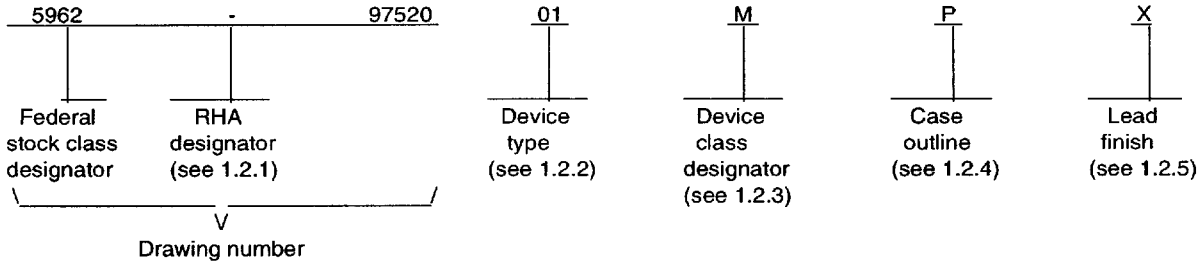 5962 - 97520 01 M P X
Federal stock class designator
RHA designator (see 1.2.1)
Device type (see 1.2.2)
Device class designator (see 1.2.3)
Case outline (see 1.2.4)
Lead finish (see 1.2.5)
Drawing number